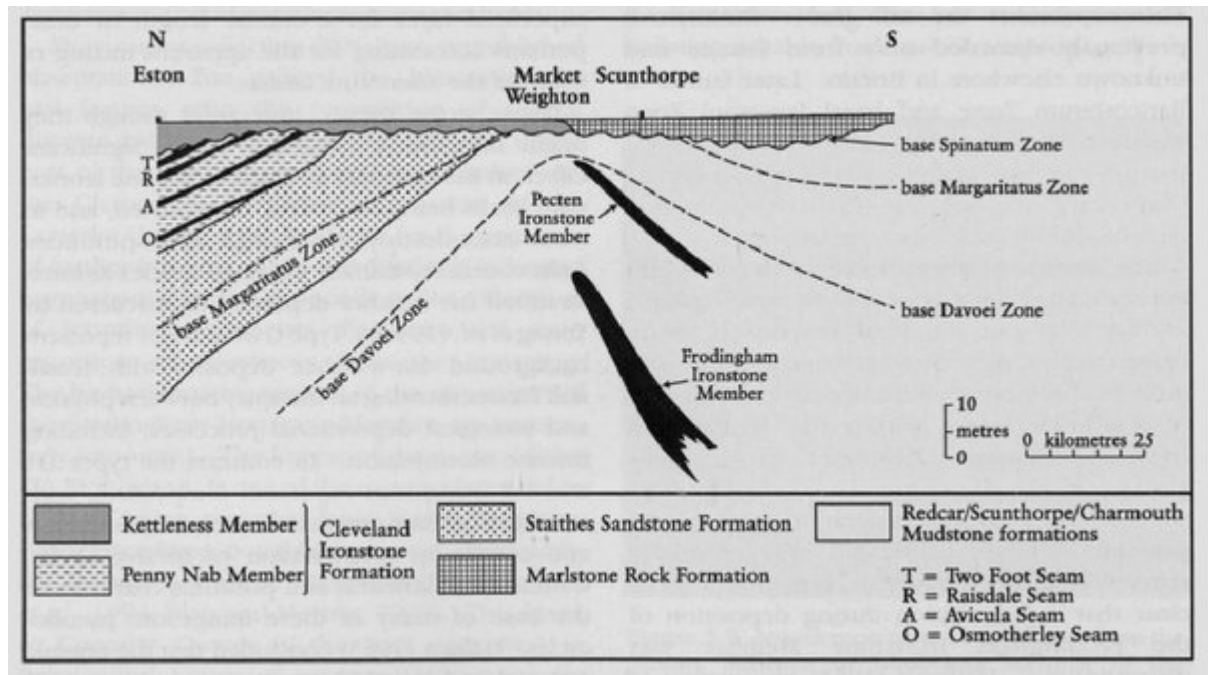 N
S
Eston
Market Scunthorpe
Weighton
T
R
A
O
base Spinatum Zone
base Margaritatus Zone
Pecten
Ironstone
Member
base Margaritatus Zone
base Davoei Zone
base Davoei Zone
Frodingham
Ironstone
Member
10
metres
0
0 kilometres 25
Kettleness Member
Penny Nab Member
Cleveland
Ironstone
Formation
Staithes Sandstone Formation
Marlstone Rock Formation
Redcar/Scunthorpe/Charmouth
Mudstone formations
T = Two Foot Seam
R = Raisdale Seam
A = Avicula Seam
O = Osmotherley Seam